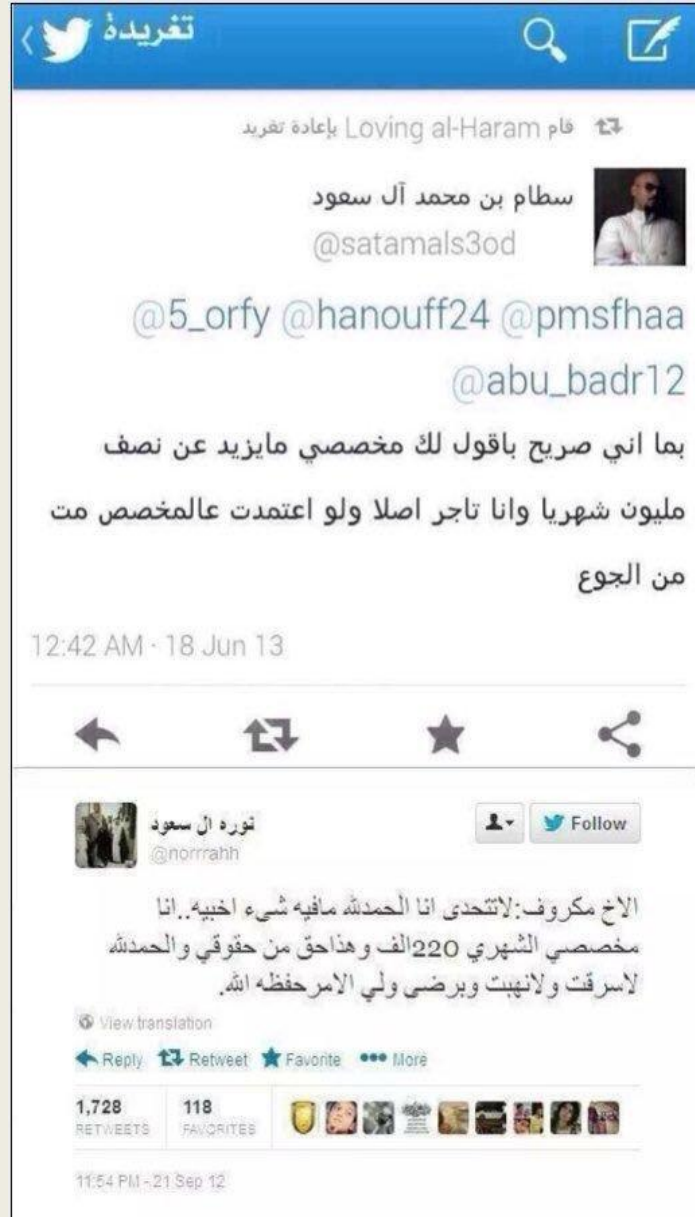 تغريدة
قام Loving al-Haram بإعادة تغريد
سطام بن محمد آل سعود
@satamals3od
@5_orfy @hanouff24 @pmsfhaa
@abu_badr12
بما اني صريح باقول لك مخصصي مايزيد عن نصف
مليون شهريا وانا تاجر اصلا ولو اعتمدت عالمخصص مت
من الجوع
12:42 AM · 18 Jun 13
نوره ال سعود
@norrrahh
Follow
الاخ مكروف:لاتتحدى انا الحمدلله مافيه شيء اخبيه..انا
مخصصي الشهري 220الف وهذاحق من حقوقي والحمدلله
لاسرقت ولانهبت وبرضى ولي الامرحفظه الله.
View translation
Reply Retweet Favorite More
1,728 118
RETWEETS FAVORITES
11:54 PM - 21 Sep 12